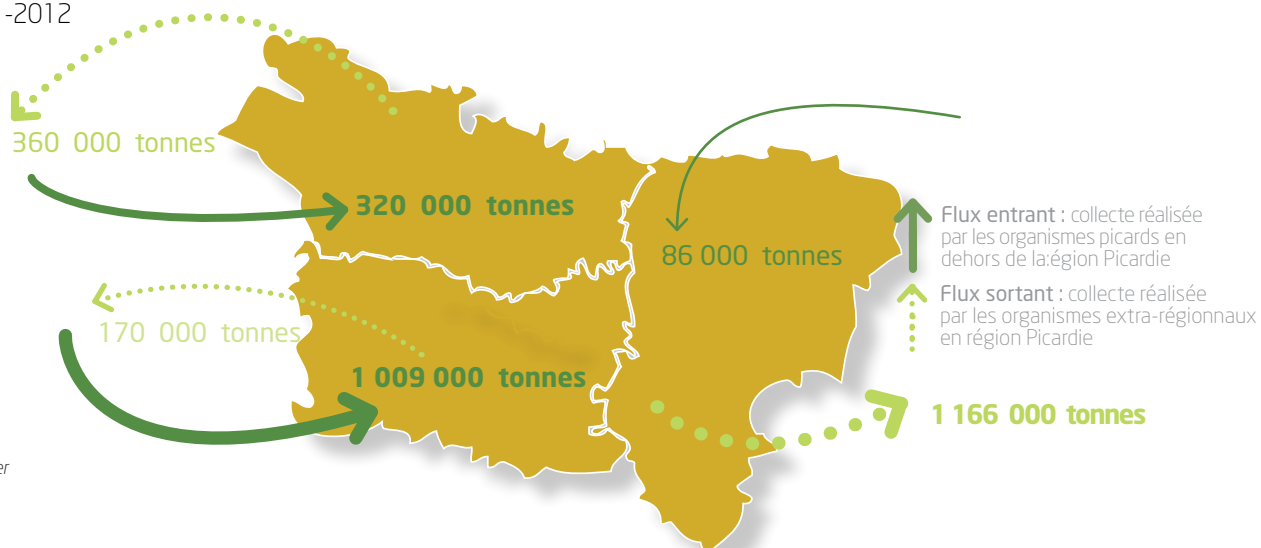 -2012
360 000 tonnes
320 000 tonnes
86 000 tonnes
Flux entrant : collecte réalisée
par les organismes picards en
dehors de la:égion Picardie
Flux sortant : collecte réalisée
par les organismes extra-régionnaux
en région Picardie
170 000 tonnes
1 009 000 tonnes
1 166 000 tonnes
er